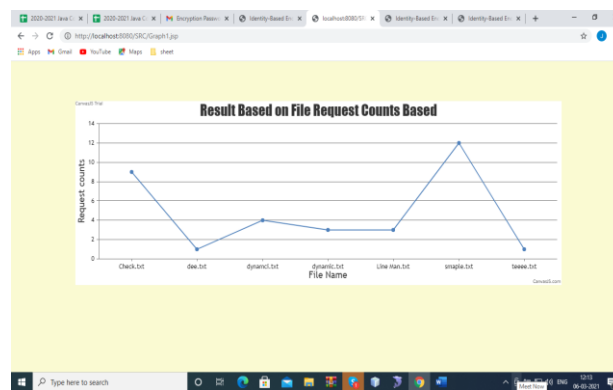 2020-2021 Java C
2020-2021 Java C
Encryption Passwo
Identity-Based En
localhost:8080/SR
Identity-Based En
Identity-Based En
http://localhost:8080/SRC/Graph1.jsp
Apps
Gmail
YouTube
Maps
sheet
CanvasJS Trial
Result Based on File Request Counts Based
Request counts
14
12
10
8
6
4
2
0
Check.txt
dee.txt
dynamci.txt
dynamic.txt
Line Man.txt
smaple.txt
teeee.txt
File Name
CanvasJS.com
Type here to search
ENG
12:13
06-03-2021
Meet Now